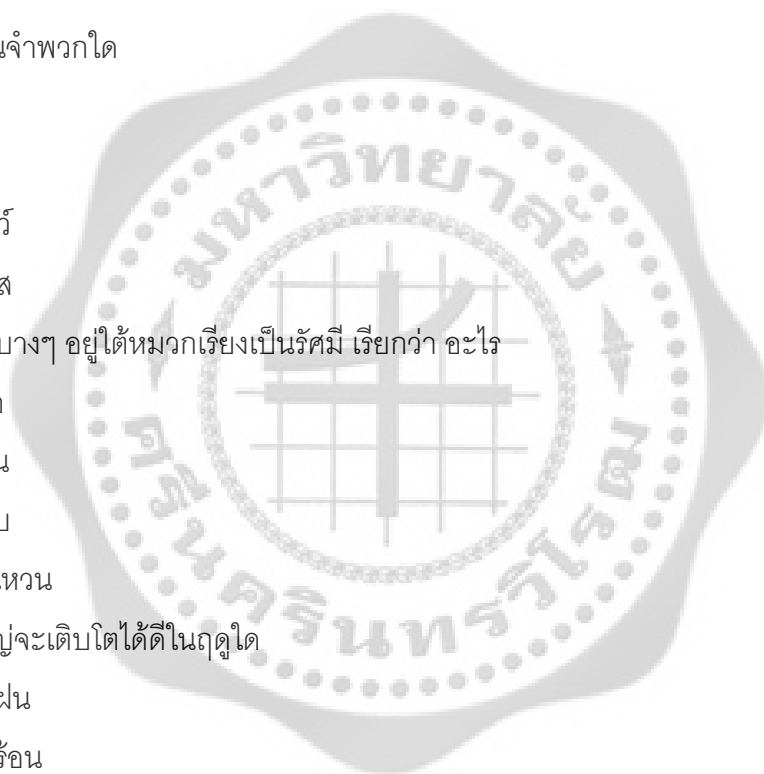 นจำพวกใด
มหาวิทยาลัย
ว์
ส
บางๆ อยู่ใต้หมวกเรียงเป็นรัศมี เรียกว่า อะไร
น
บ
หวน
ศรีนครินทรวิโรฒ
ญ่จะเติบโตได้ดีในฤดูใด
ฝน
ร้อน